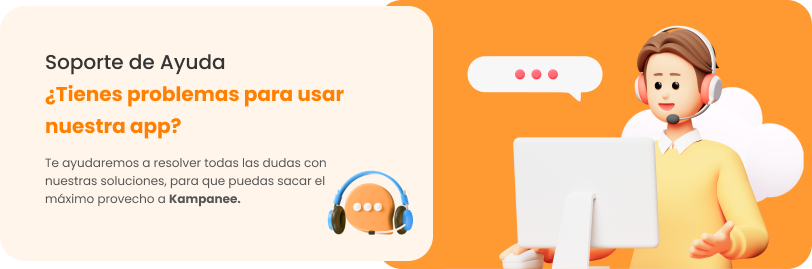 Soporte de Ayuda
¿Tienes problemas para usar
nuestra app?
Te ayudaremos a resolver todas las dudas con
nuestras soluciones, para que puedas sacar el
máximo provecho a Kampanee.